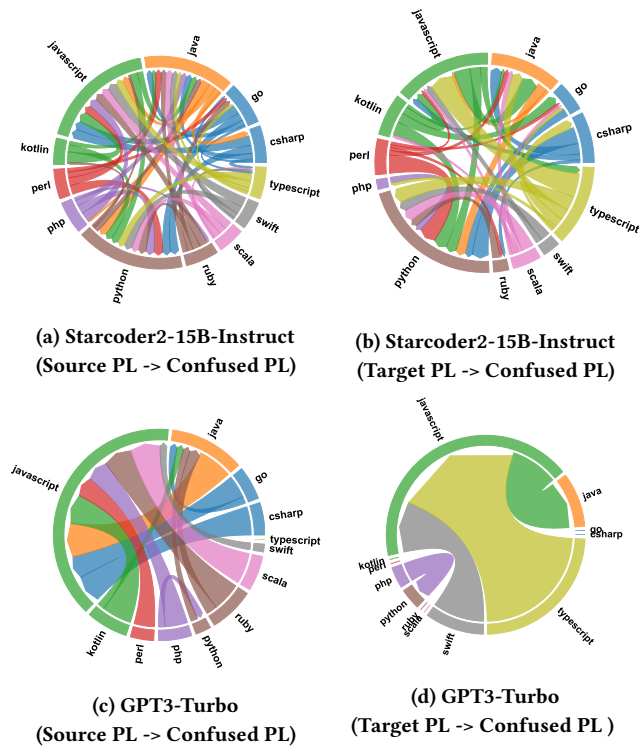 javascript
java
go
csharp
typescript
swift
scala
ruby
python
php
perl
kotlin
(a) Starcoder2-15B-Instruct
(Source PL -> Confused PL)
javascript
java
go
csharp
typescript
swift
scala
ruby
python
php
perl
kotlin
(b) Starcoder2-15B-Instruct
(Target PL -> Confused PL)
javascript
java
go
csharp
typescript
swift
scala
ruby
python
php
perl
kotlin
(c) GPT3-Turbo
(Source PL -> Confused PL)
javascript
java
go
csharp
typescript
swift
scala
ruby
python
php
perl
kotlin
(d) GPT3-Turbo
(Target PL -> Confused PL )